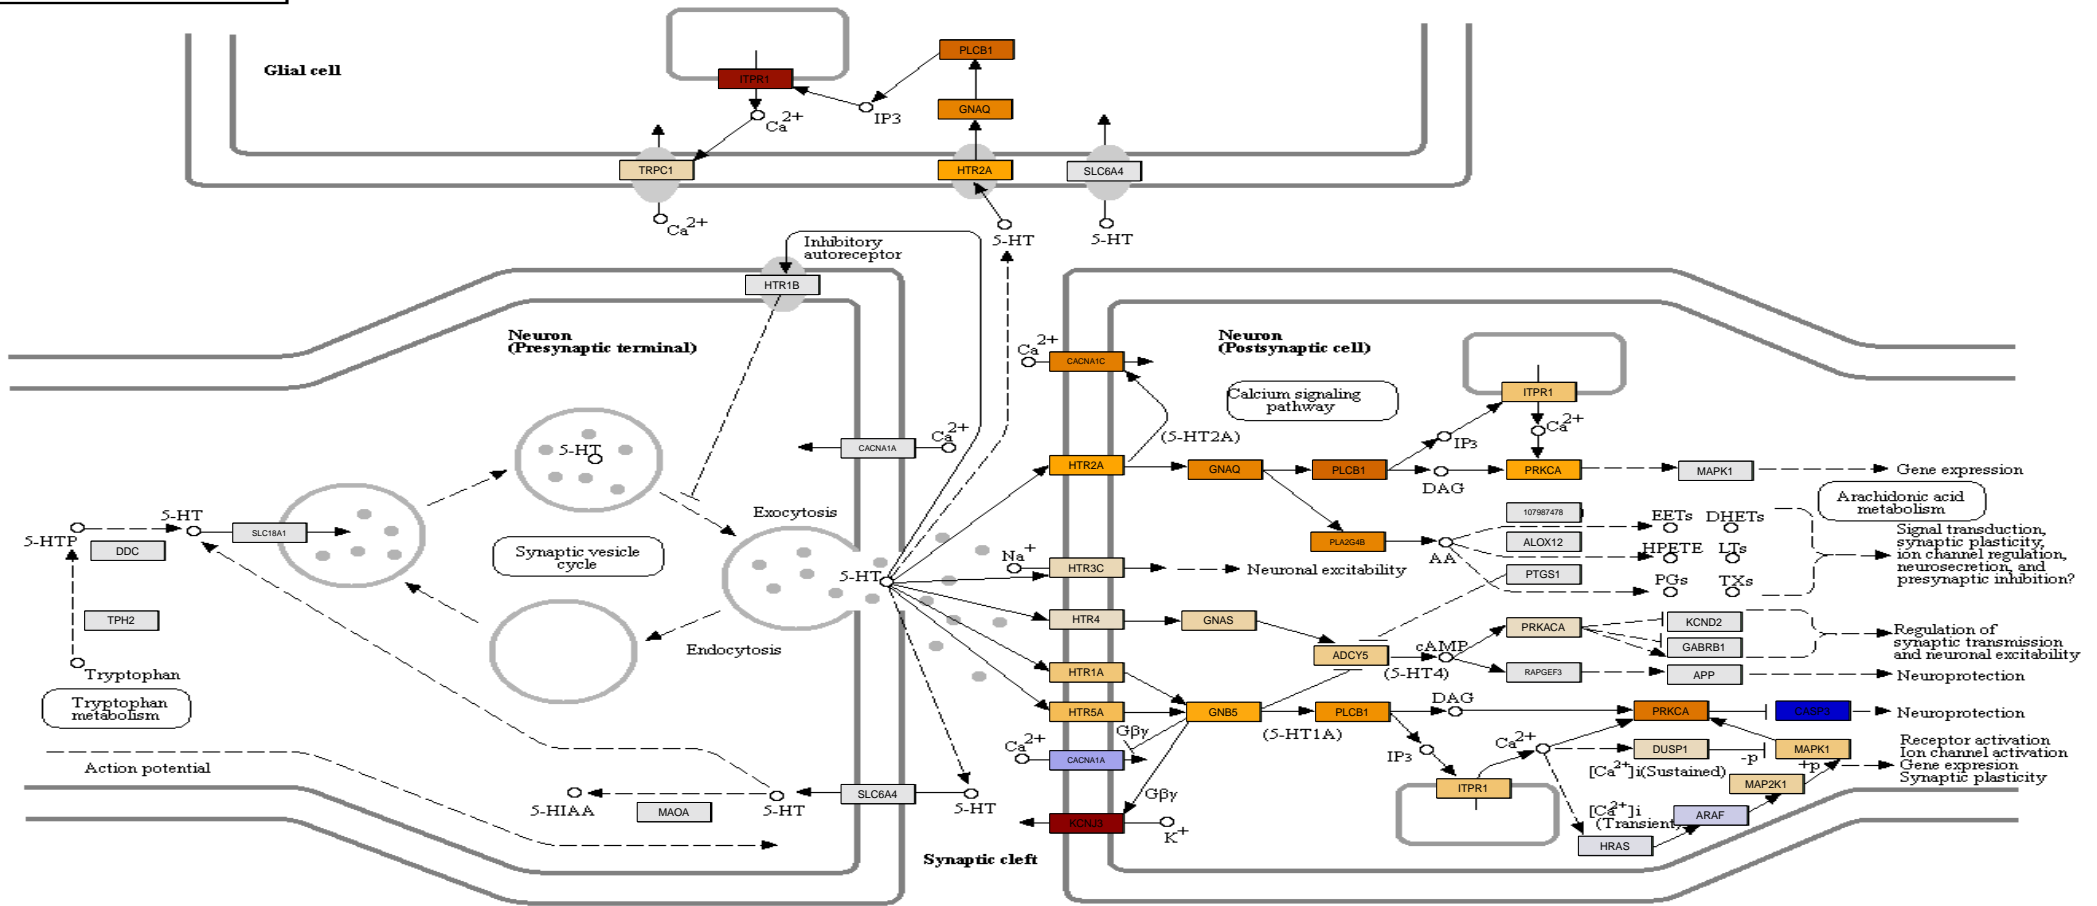 Glial cell
ITPR1
PLCB1
GNAQ
Ca2+
IP3
TRPC1
HTR2A
SLC6A4
Ca2+
5-HT
5-HT
Inhibitory
autoreceptor
HTR1B
Neuron
(Presynaptic terminal)
Neuron
(Postsynaptic cell)
Ca2+
CACNA1C
Calcium signaling
pathway
ITPR1
Ca2+
(5-HT2A)
IP3
5-HT
CACNA1A
Ca2+
HTR2A
GNAQ
PLCB1
DAG
PRKCA
MAPK1
Gene expression
Arachidonic acid
metabolism
5-HT
5-HTP
DDC
SLC18A1
Exocytosis
Synaptic vesicle
cycle
5-HT
PLA2G4B
AA
107987478
ALOX12
PTGS1
EETs
DHETs
HPETE
LTs
PGs
TXs
Signal transduction,
synaptic plasticity,
ion channel regulation,
neurosecretion, and
presynaptic inhibition?
Na+
HTR3C
Neuronal excitability
TPH2
Endocytosis
HTR4
GNAS
ADCY5
cAMP
(5-HT4)
PRKACA
KCND2
GABRB1
Regulation of
synaptic transmission
and neuronal excitability
RAPGEF3
APP
Neuroprotection
Tryptophan
Tryptophan
metabolism
HTR1A
HTR5A
GNB5
PLCB1
(5-HT1A)
DAG
PRKCA
CASP3
Neuroprotection
Gβγ
Ca2+
CACNA1A
IP3
Ca2+
DUSP1
-p
MAPK1
+p
Receptor activation
Ion channel activation
Gene expresion
Synaptic plasticity
[Ca2+]i(Sustained)
Action potential
ITPR1
MAP2K1
5-HIAA
MAOA
5-HT
SLC6A4
5-HT
Gβγ
KCNJ3
K+
[Ca2+]i
(Transient)
ARAF
HRAS
Synaptic cleft